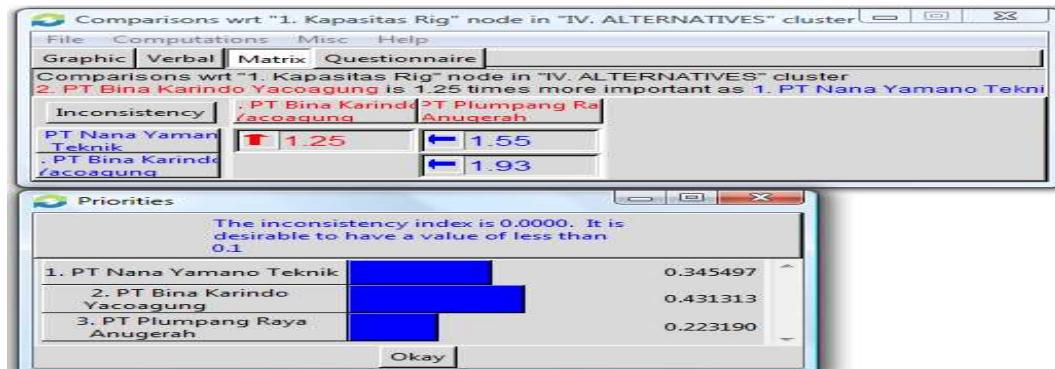 Comparisons wrt "1. Kapasitas Rig" node in "IV. ALTERNATIVES" cluster
File Computations Misc Help
Graphic Verbal Matrix Questionnaire
Comparisons wrt "1. Kapasitas Rig" node in "IV. ALTERNATIVES" cluster
2. PT Bina Karindo Yacoagung is 1.25 times more important as 1. PT Nana Yamano Tekni
Inconsistency . PT Bina Karindo PT Plumpang Ra
Yacoagung Anugerah
PT Nana Yaman 1.25 1.55
Teknik
. PT Bina Karindo 1.93
Yacoagung
Priorities
The inconsistency index is 0.0000. It is
desirable to have a value of less than
0.1
1. PT Nana Yamano Teknik 0.345497
2. PT Bina Karindo 0.431313
Yacoagung
3. PT Plumpang Raya 0.223190
Anugerah
Okay